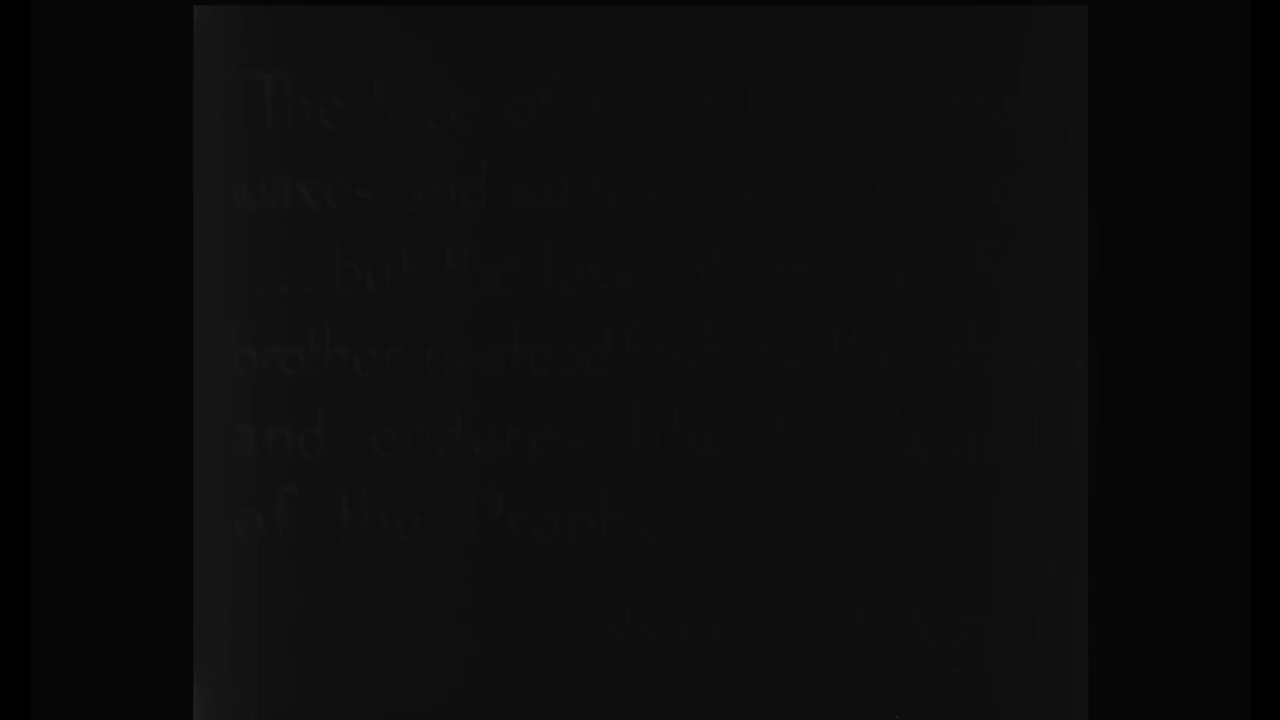 "The love of man for woman
waxes and wanes like the moon
....but the love of brother for
brother is steadfast as the stars,
and endures like the word
of the Prophet."